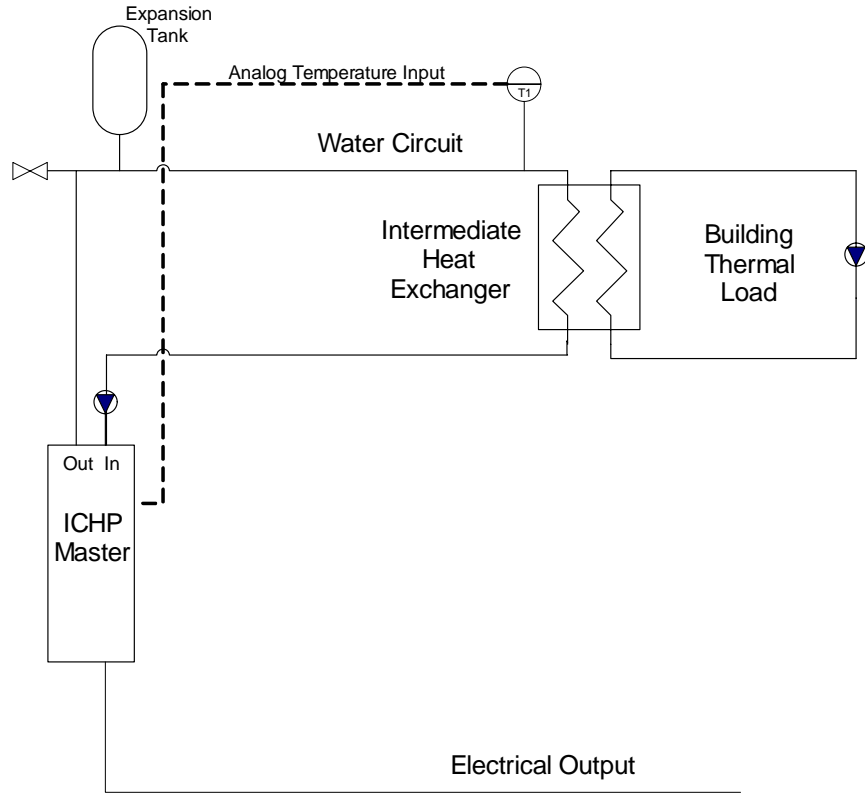 Expansion
Tank
Analog Temperature Input
T1
Water Circuit
Intermediate
Heat
Exchanger
Building
Thermal
Load
Out In
ICHP
Master
Electrical Output